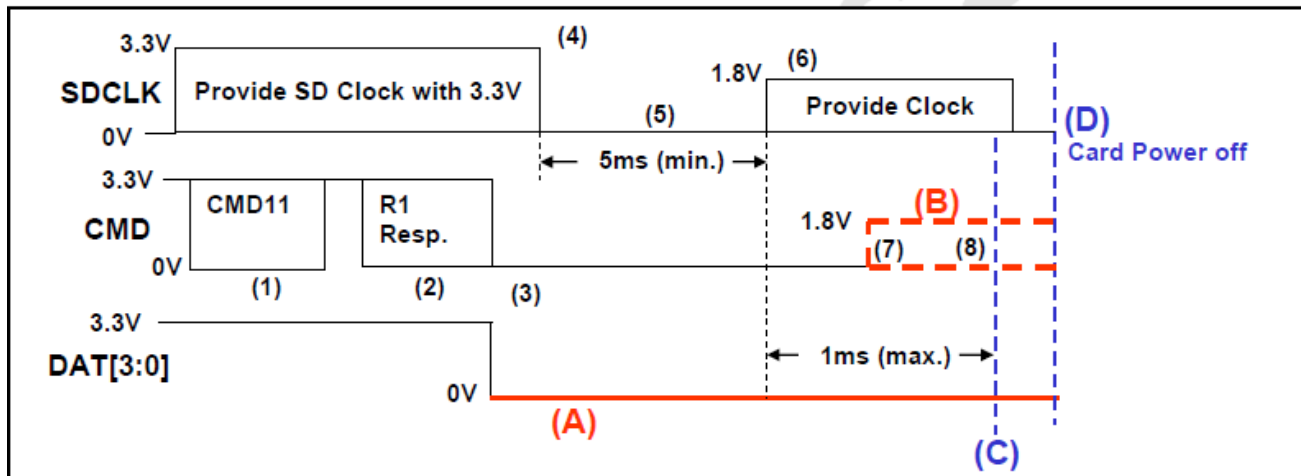 3.3V
(4)
SDCLK
Provide SD Clock with 3.3V
1.8V
(6)
Provide Clock
0V
(5)
(D)
Card Power off
5ms (min.)
3.3V
CMD
CMD11
R1
Resp.
1.8V
(B)
0V
(7)
(8)
(1)
(2)
(3)
3.3V
DAT[3:0]
1ms (max.)
0V
(A)
(C)